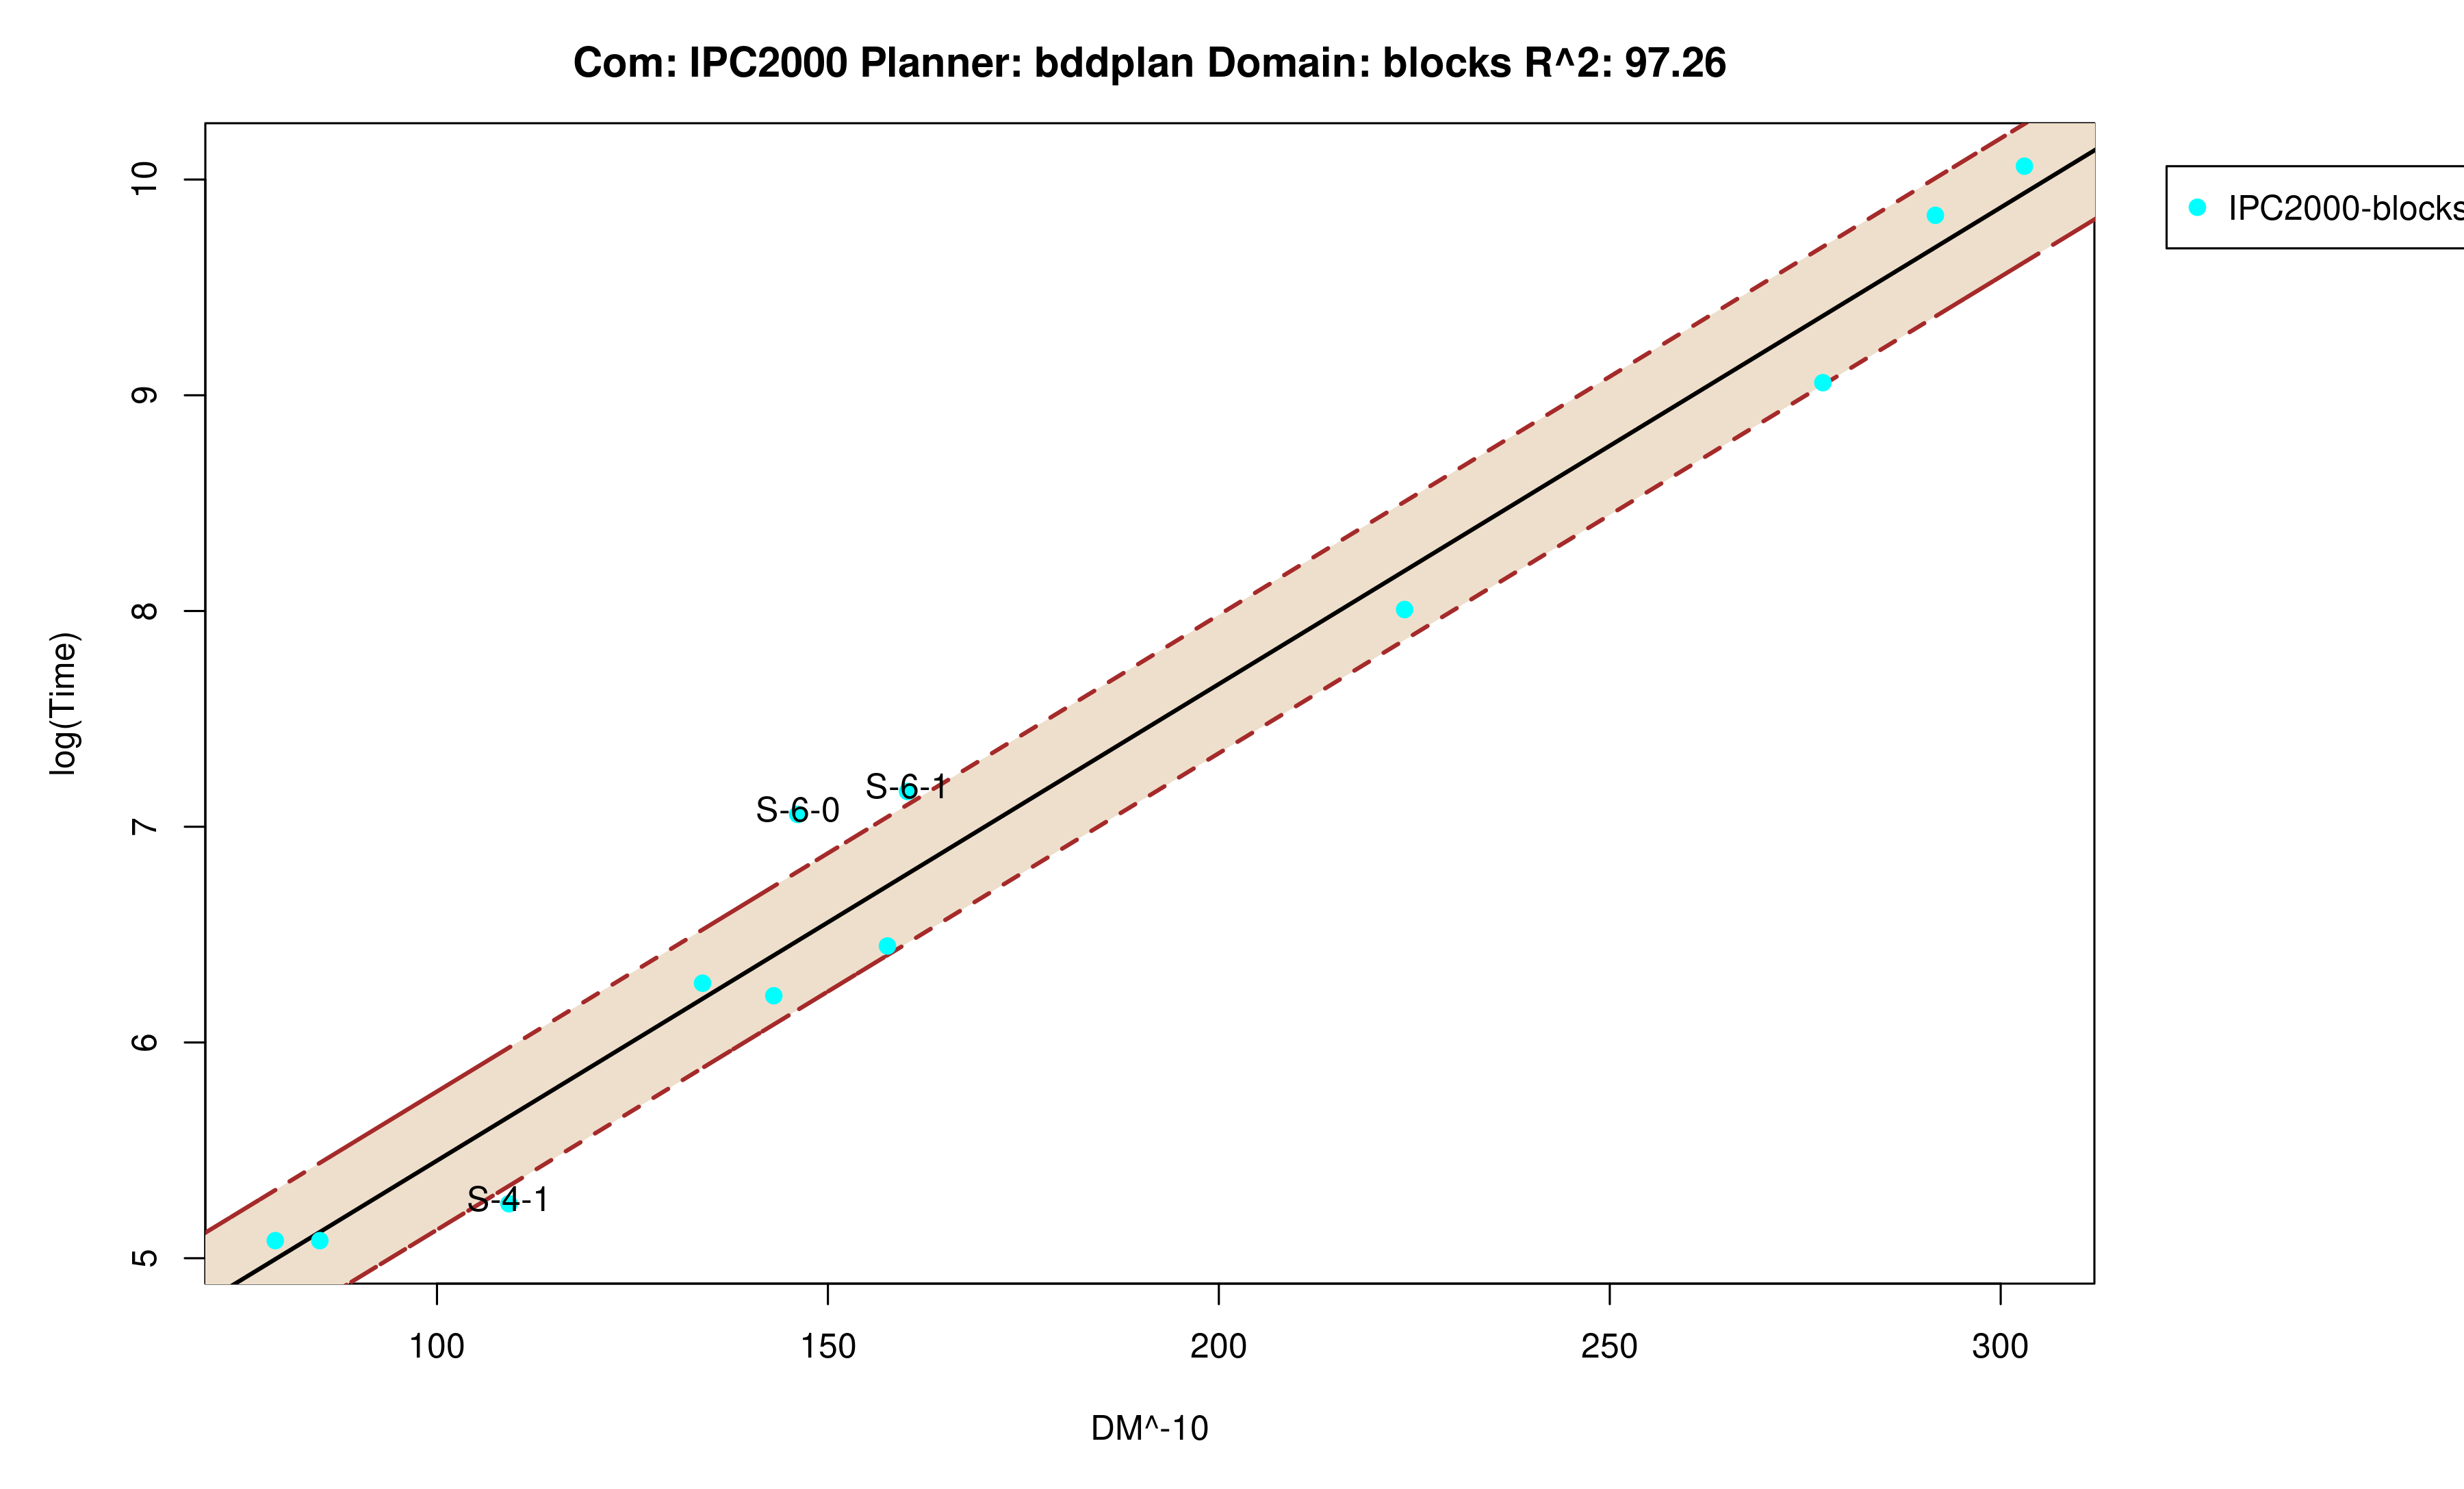 Com: IPC2000 Planner: bddplan Domain: blocks R^2: 97.26
10
9
8
7
6
5
log(Time)
IPC2000-blocks
S-6-1
S-6-0
S-4-1
100
150
200
250
300
DM^-10